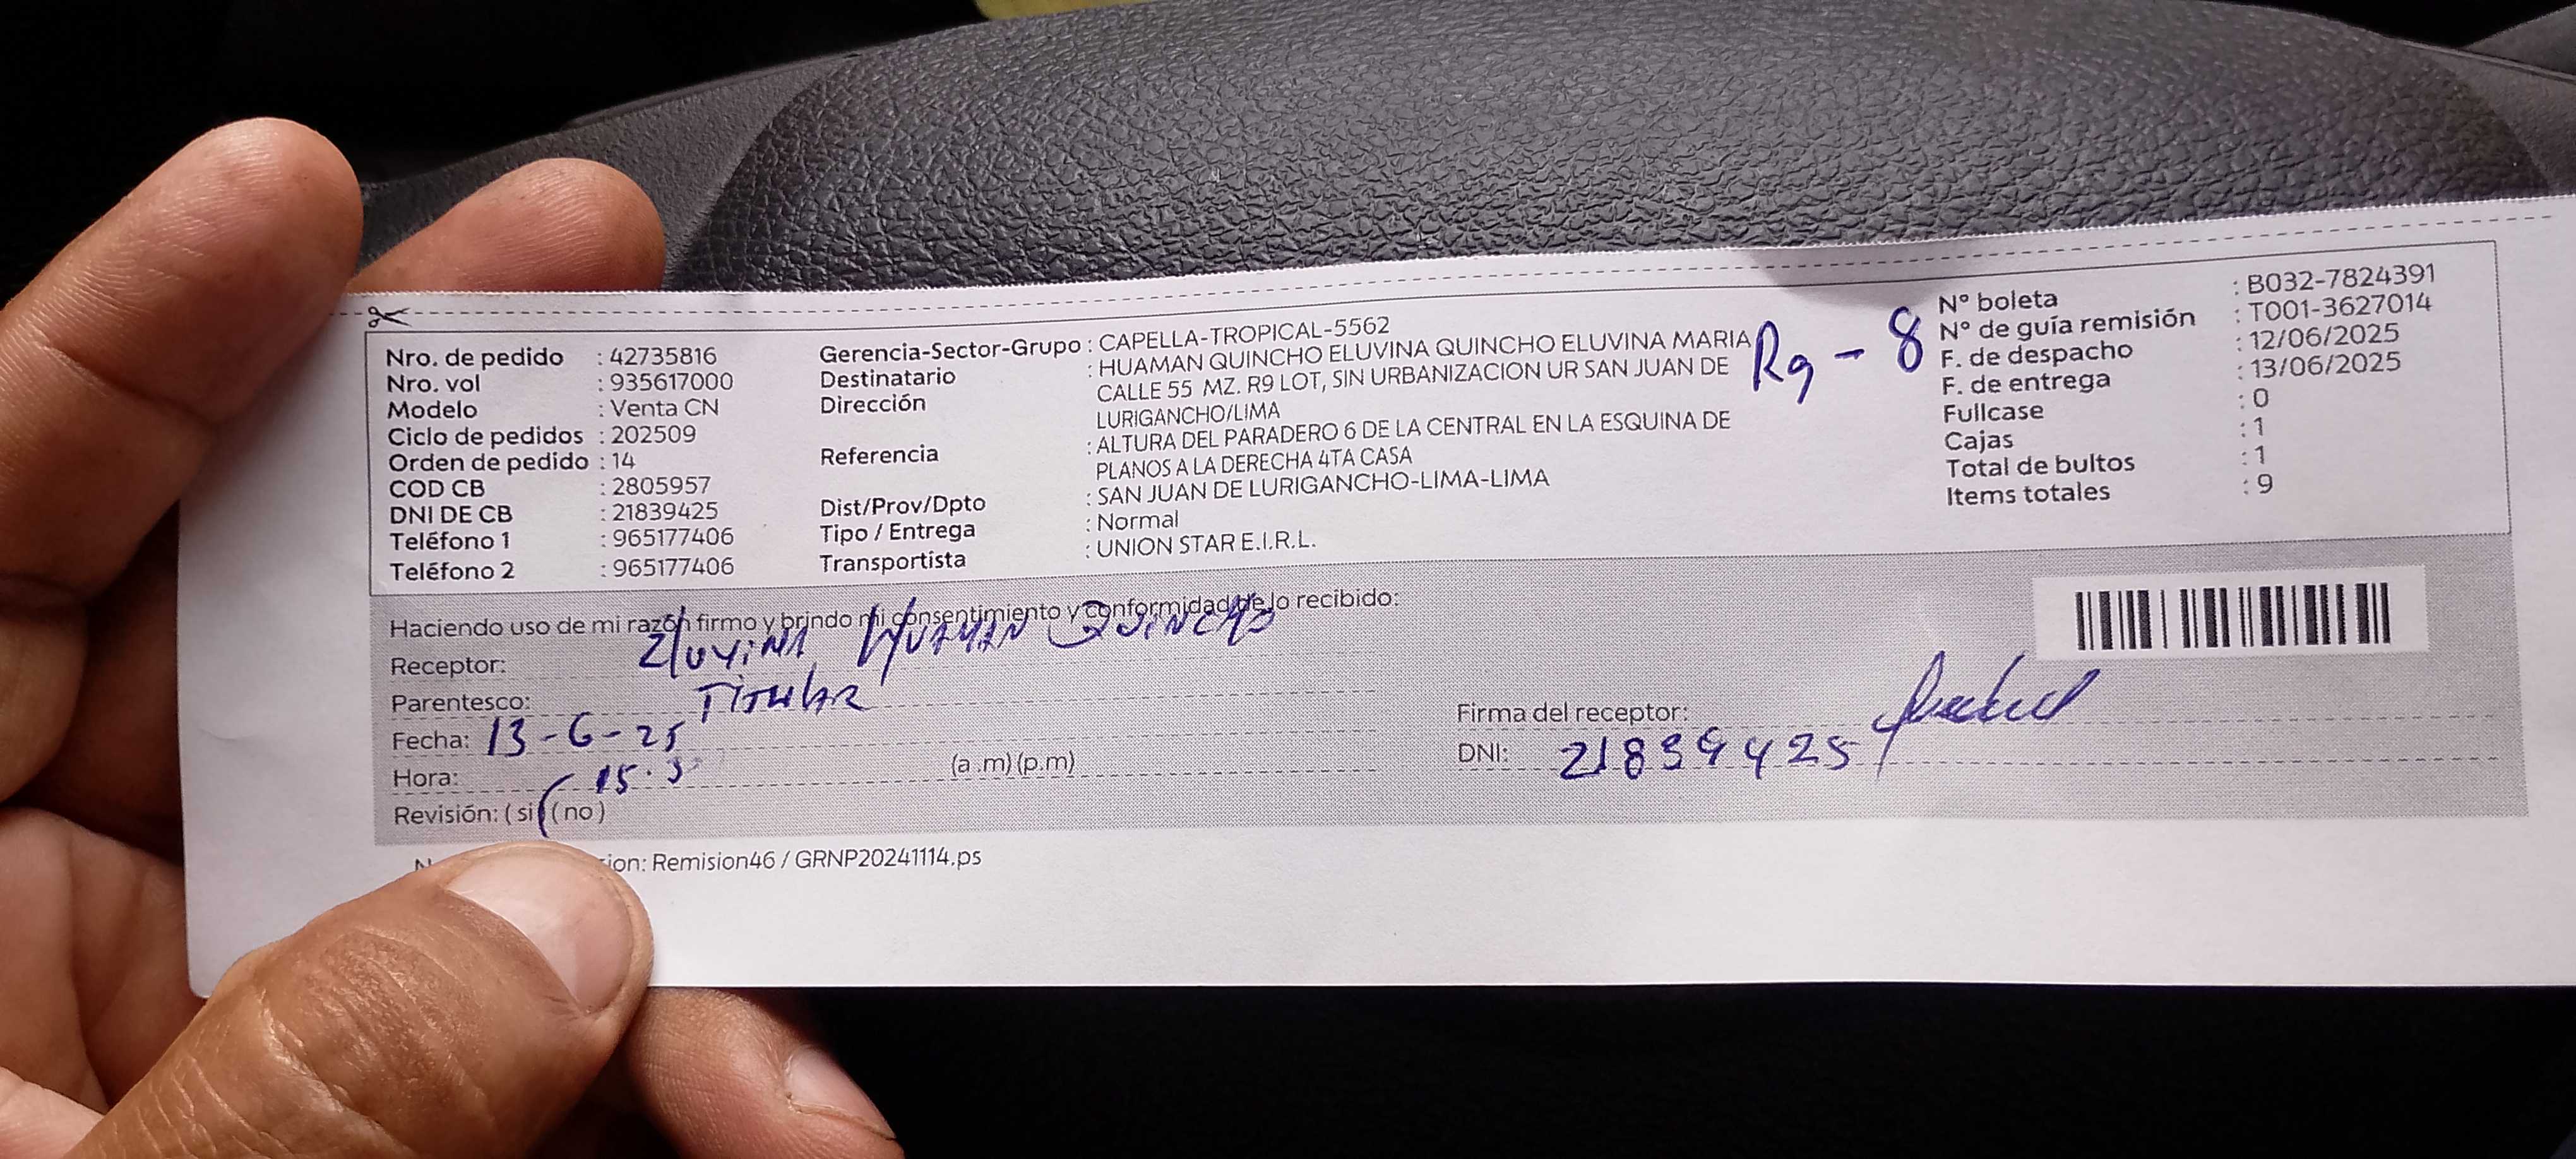 Nro. de pedido : 42735816
Nro. vol : 935617000
Modelo : Venta CN
Ciclo de pedidos : 202509
Orden de pedido : 14
COD CB : 2805957
DNI DE CB : 21839425
Teléfono 1 : 965177406
Teléfono 2 : 965177406
Gerencia-Sector-Grupo : CAPELLA-TROPICAL-5562
Destinatario : HUAMAN QUINCHO ELUVINA QUINCHO ELUVINA MARIA
Dirección CALLE 55 MZ. R9 LOT, SIN URBANIZACION UR SAN JUAN DE
LURIGANCHO/LIMA
Referencia : ALTURA DEL PARADERO 6 DE LA CENTRAL EN LA ESQUINA DE
PLANOS A LA DERECHA 4TA CASA
Dist/Prov/Dpto : SAN JUAN DE LURIGANCHO-LIMA-LIMA
Tipo / Entrega : Normal
Transportista : UNION STAR E.I.R.L.
R9 - 8
N° boleta : B032-7824391
N° de guía remisión : T001-3627014
F. de despacho : 12/06/2025
F. de entrega : 13/06/2025
Fullcase : 0
Cajas : 1
Total de bultos : 1
Items totales : 9
Haciendo uso de mi razón firmo y brindo mi consentimiento y conformidad de lo recibido:
Receptor: Eluvina HUAMAN QUINCHO
Parentesco: Titular
Fecha: 13-6-25
Hora: (a .m) (p.m)
Revisión: ( si ( no )
Firma del receptor:
DNI: 21839425
ion: Remision46 / GRNP20241114.ps